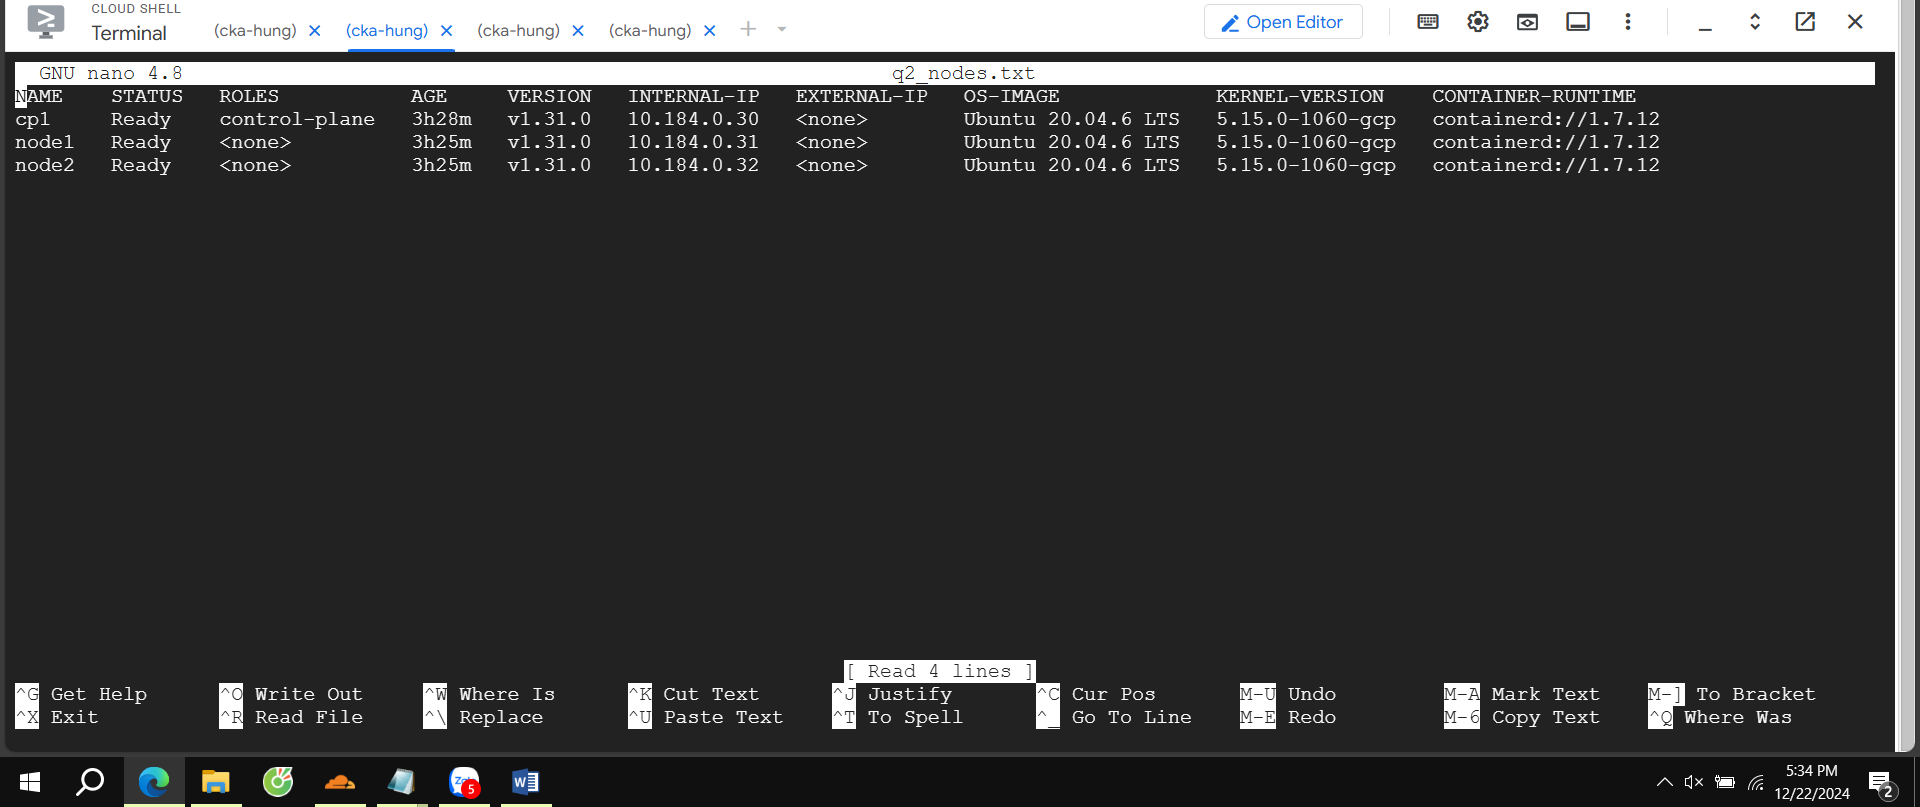 CLOUD SHELL
Terminal
(cka-hung) (cka-hung) (cka-hung) (cka-hung)
Open Editor
GNU nano 4.8 q2_nodes.txt
NAME STATUS ROLES AGE VERSION INTERNAL-IP EXTERNAL-IP OS-IMAGE KERNEL-VERSION CONTAINER-RUNTIME
cp1 Ready control-plane 3h28m v1.31.0 10.184.0.30 <none> Ubuntu 20.04.6 LTS 5.15.0-1060-gcp containerd://1.7.12
node1 Ready <none> 3h25m v1.31.0 10.184.0.31 <none> Ubuntu 20.04.6 LTS 5.15.0-1060-gcp containerd://1.7.12
node2 Ready <none> 3h25m v1.31.0 10.184.0.32 <none> Ubuntu 20.04.6 LTS 5.15.0-1060-gcp containerd://1.7.12
[ Read 4 lines ]
^G Get Help ^O Write Out ^W Where Is ^K Cut Text ^J Justify ^C Cur Pos M-U Undo M-A Mark Text M-] To Bracket
^X Exit ^R Read File ^\ Replace ^U Paste Text ^T To Spell ^_ Go To Line M-E Redo M-6 Copy Text ^Q Where Was
5:34 PM
12/22/2024
5
2